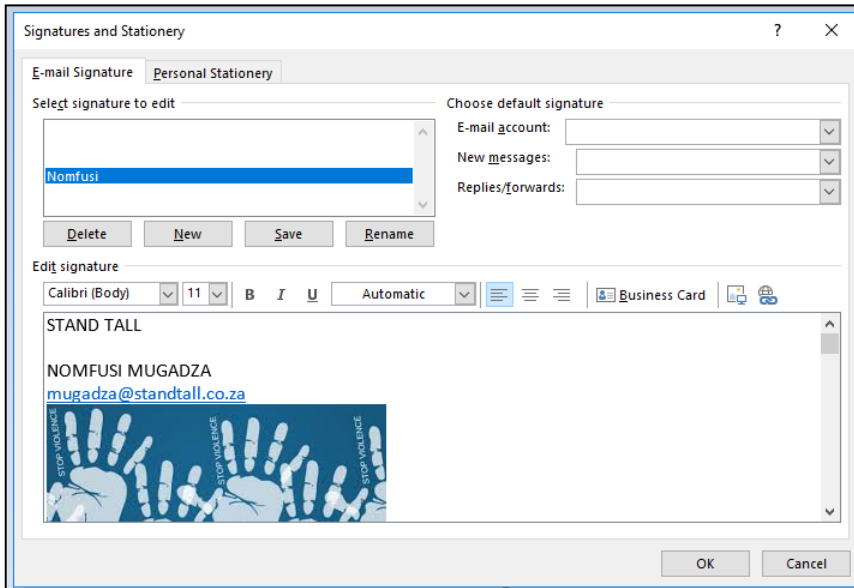 Signatures and Stationery ? X
E-mail Signature Personal Stationery
Select signature to edit
Choose default signature
E-mail account:
New messages:
Replies/forwards:
Nomfusi
Delete New Save Rename
Edit signature
Calibri (Body) 11 B I U Automatic Business Card
STAND TALL
NOMFUSI MUGADZA
mugadza@standtall.co.za
STOP VIOLENCE
STOP VIOLENCE
STOP VIOLENCE
OK Cancel